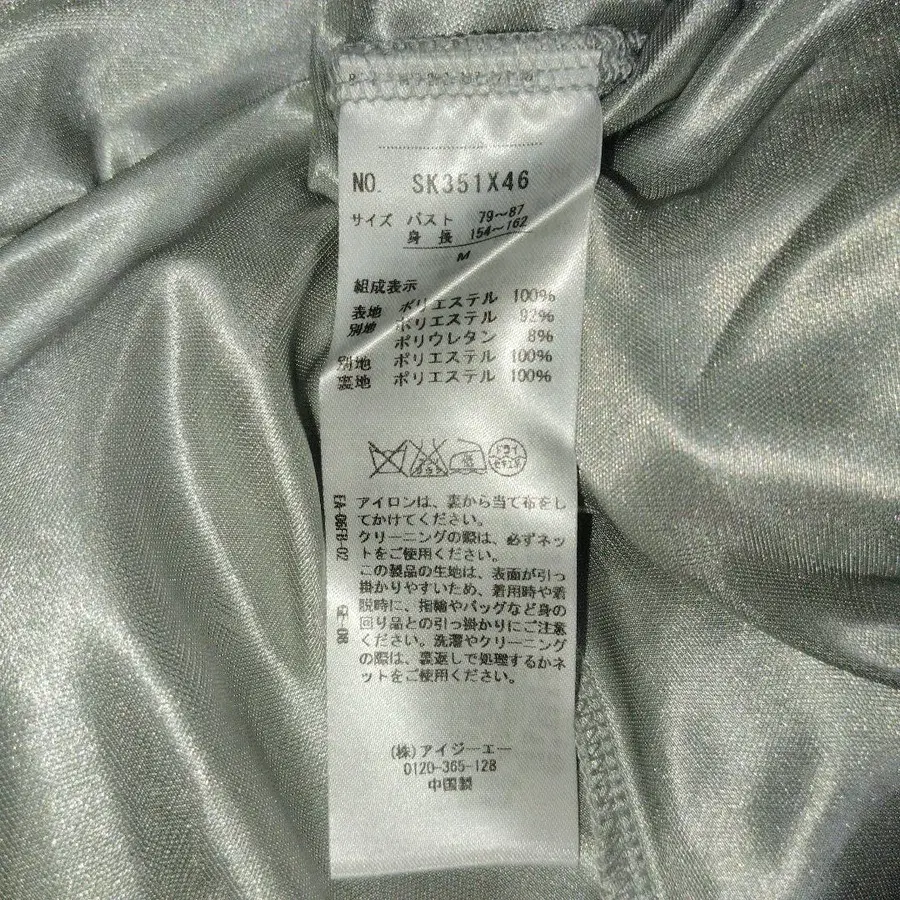 NO. SK351X46
サイズ バスト 79~87
身長 154~162
M
組成表示
表地 ポリエステル 100%
別地 ポリエステル 92%
ポリウレタン 8%
別地 ポリエステル 100%
裏地 ポリエステル 100%
ドライ
セキユ系
アイロンは、裏から当て布をし
てかけてください。
クリーニングの際は、必ずネッ
トをご使用ください。
この製品の生地は、表面が引っ
掛かりやすいため、着用時や着
脱時に、指輪やバッグなど身の
回り品との引っ掛かりにご注意
ください。洗濯やクリーニング
の際は、裏返しで処理するかネ
ットをご使用ください。
EA-06FB-02
(株)アイジーエー
0120-365-128
中国製